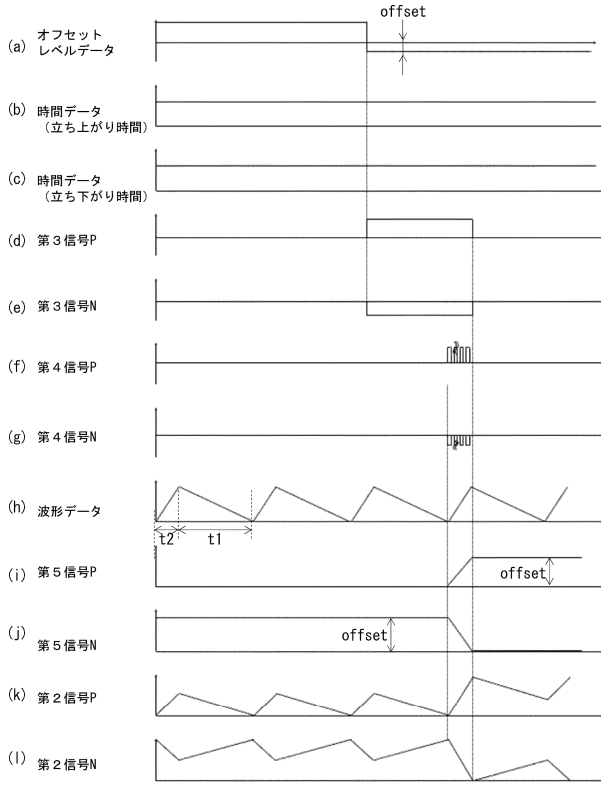 offset
(a) オフセット
レベルデータ
(b) 時間データ
(立ち上がり時間)
(c) 時間データ
(立ち下がり時間)
(d) 第3信号P
(e) 第3信号N
(f) 第4信号P
(g) 第4信号N
(h) 波形データ
t2 t1
(i) 第5信号P
offset
(j) 第5信号N
offset
(k) 第2信号P
(l) 第2信号N